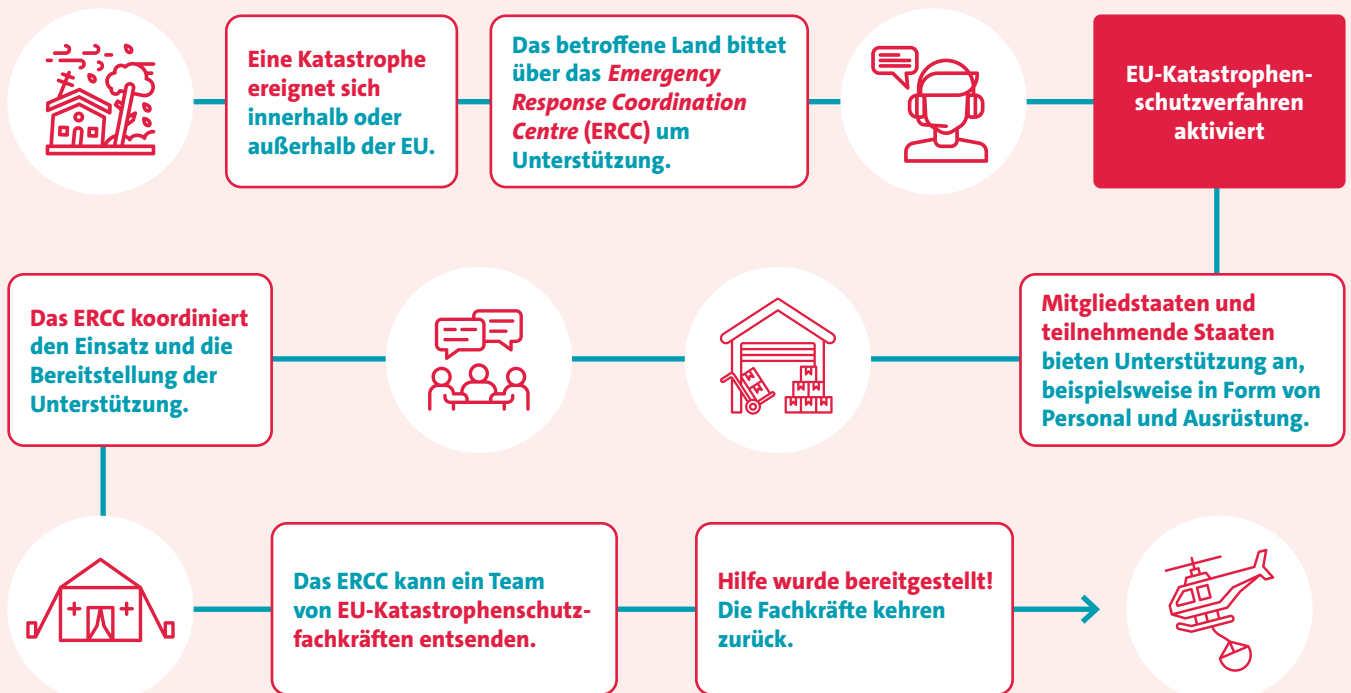 Eine Katastrophe
ereignet sich
innerhalb oder
außerhalb der EU.
Das betroffene Land bittet
über das Emergency
Response Coordination
Centre (ERCC) um
Unterstützung.
EU-Katastrophen-
schutzverfahren
aktiviert
Mitgliedstaaten und
teilnehmende Staaten
bieten Unterstützung an,
beispielsweise in Form von
Personal und Ausrüstung.
Das ERCC koordiniert
den Einsatz und die
Bereitstellung der
Unterstützung.
Das ERCC kann ein Team
von EU-Katastrophenschutz-
fachkräften entsenden.
Hilfe wurde bereitgestellt!
Die Fachkräfte kehren
zurück.